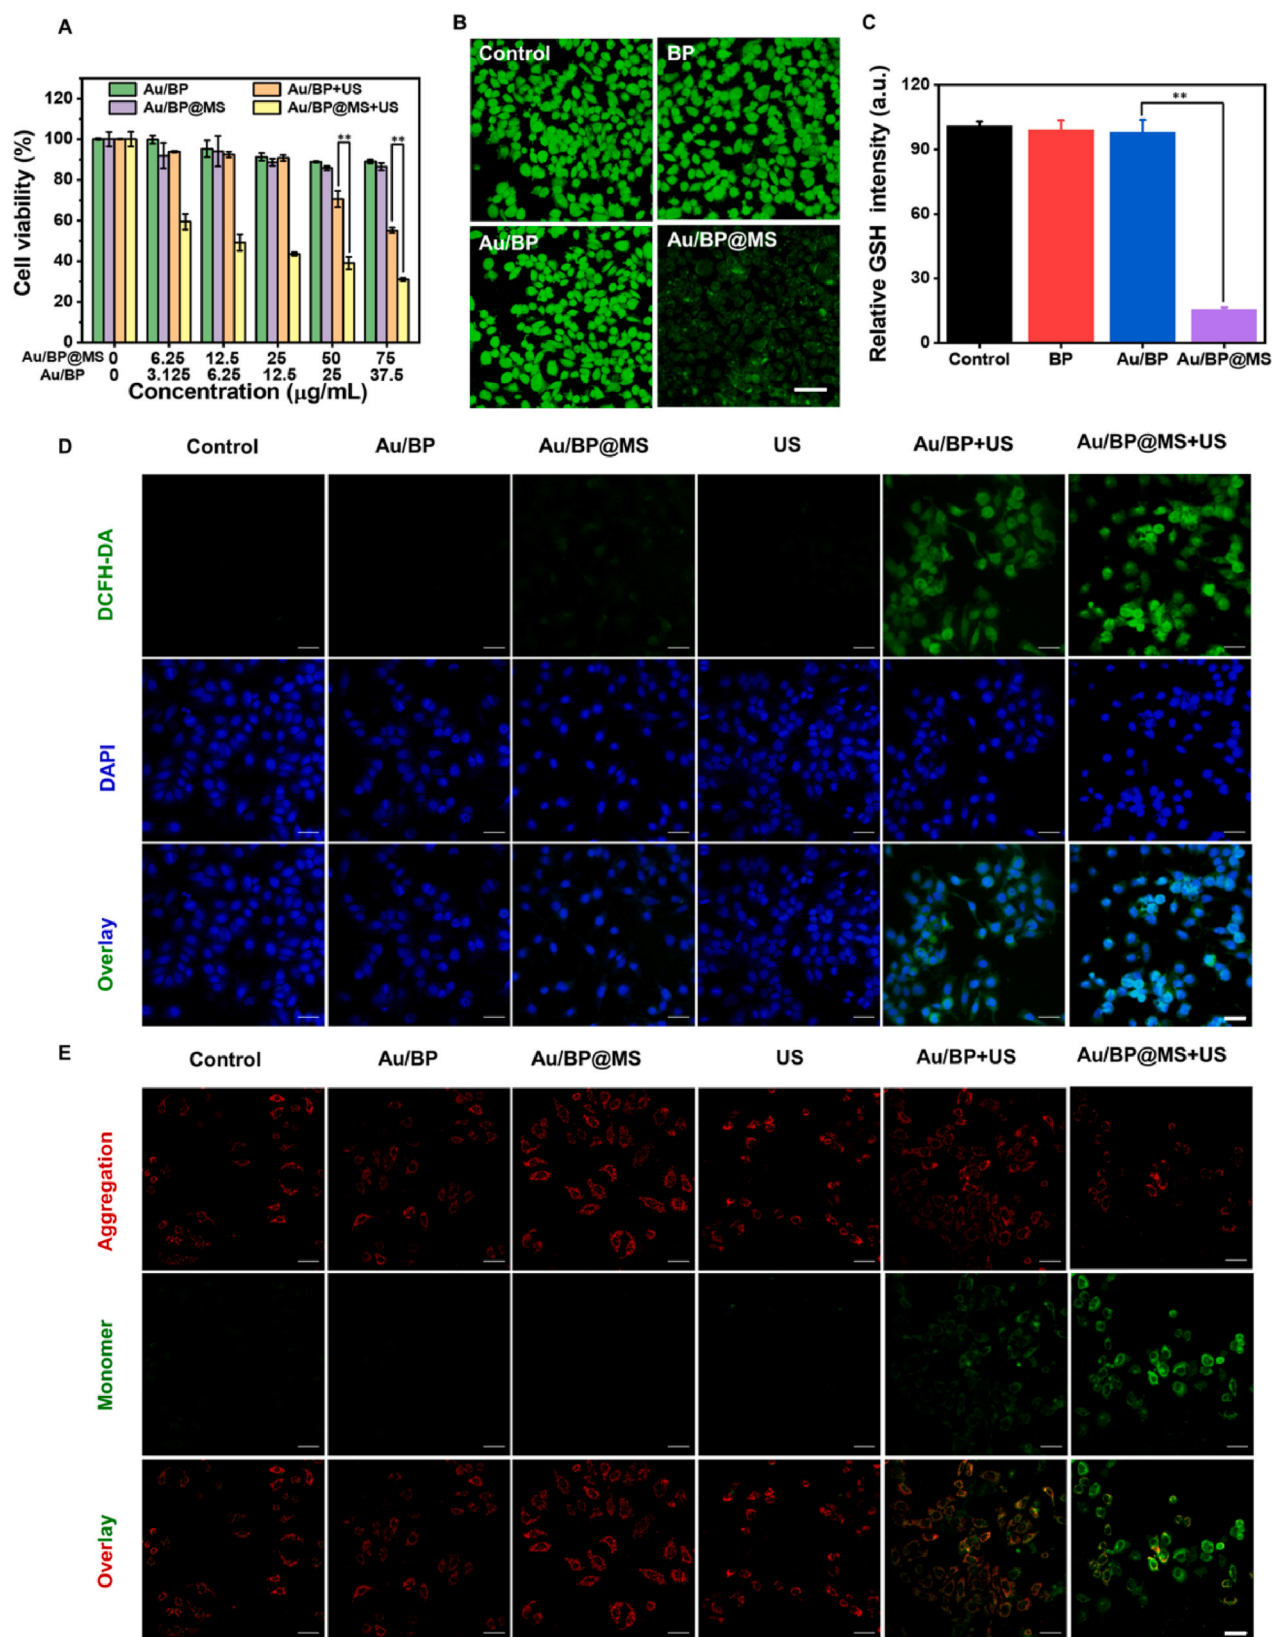 A
Cell viability (%)
120
100
80
60
40
20
0
Au/BP
Au/BP+US
Au/BP@MS
Au/BP@MS+US
**
**
Au/BP@MS 0 6.25 12.5 25 50 75
Au/BP 0 3.125 6.25 12.5 25 37.5
Concentration (μg/mL)
B
Control
BP
Au/BP
Au/BP@MS
C
Relative GSH intensity (a.u.)
120
90
60
30
0
**
Control BP Au/BP Au/BP@MS
D
Control Au/BP Au/BP@MS US Au/BP+US Au/BP@MS+US
DCFH-DA
DAPI
Overlay
E
Control Au/BP Au/BP@MS US Au/BP+US Au/BP@MS+US
Aggregation
Monomer
Overlay